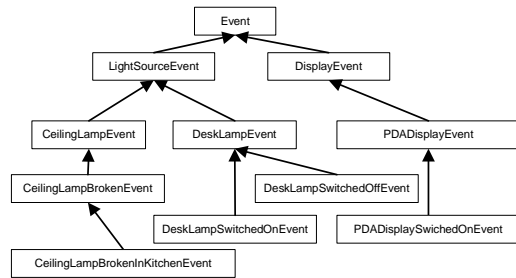 Event
LightSourceEvent
DisplayEvent
CeilingLampEvent
DeskLampEvent
PDADisplayEvent
CeilingLampBrokenEvent
DeskLampSwitchedOffEvent
DeskLampSwitchedOnEvent
PDADisplaySwichedOnEvent
CeilingLampBrokenInKitchenEvent